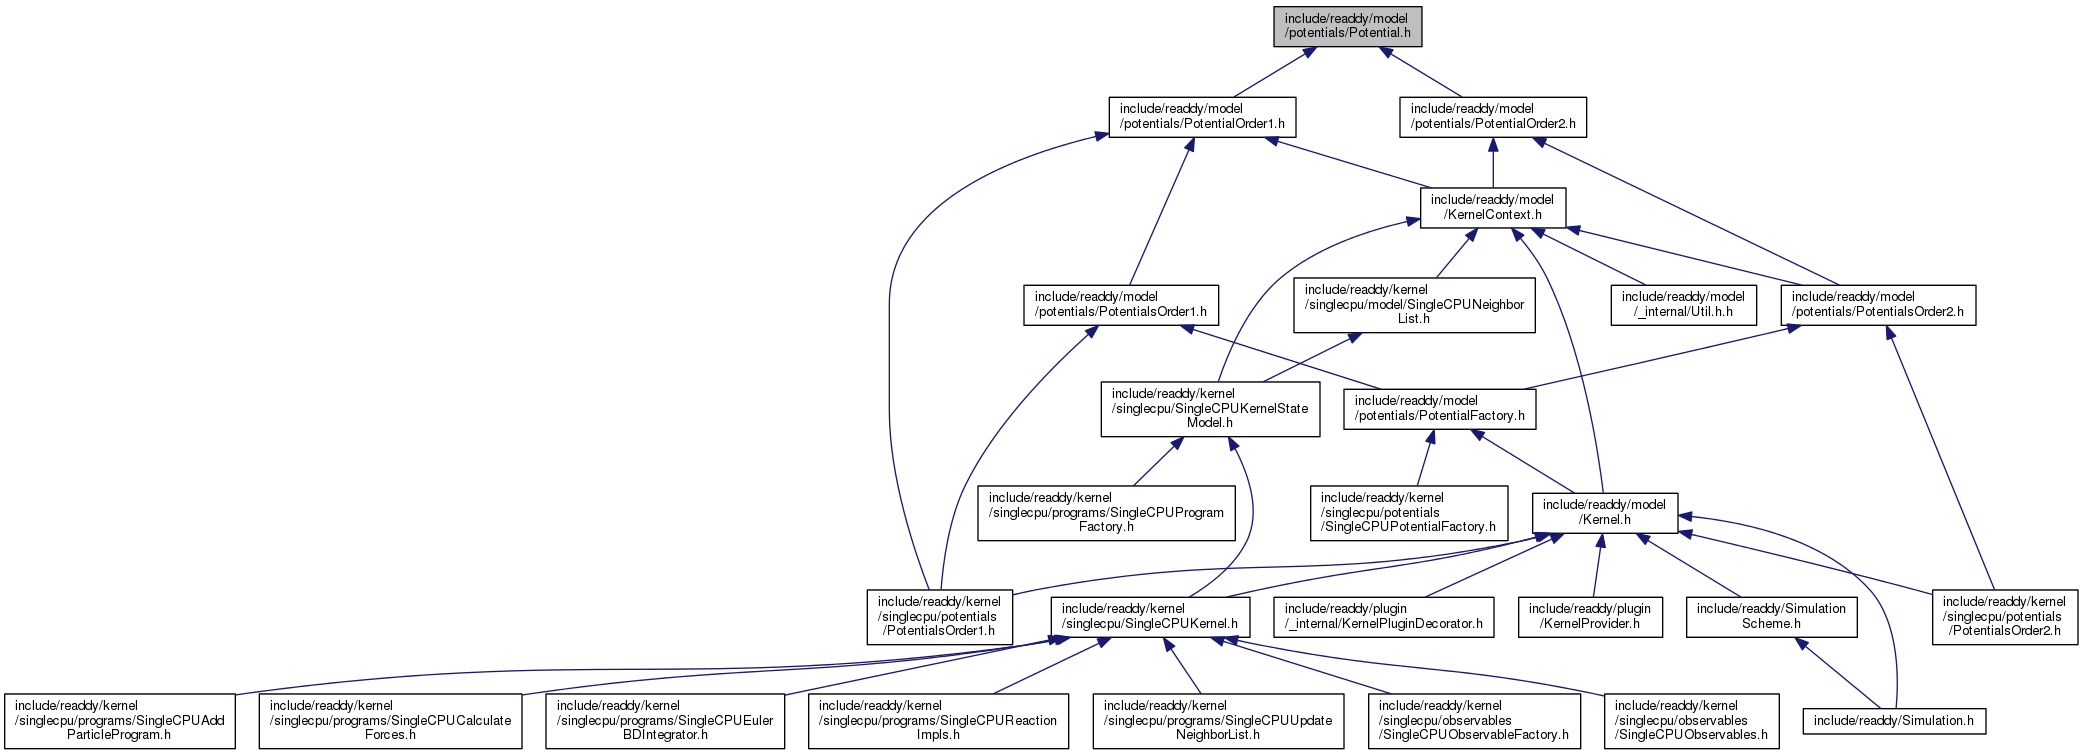 include/readdy/model
/potentials/Potential.h
include/readdy/model
/potentials/PotentialOrder1.h
include/readdy/model
/potentials/PotentialOrder2.h
include/readdy/model
/KernelContext.h
include/readdy/model
/potentials/PotentialsOrder1.h
include/readdy/kernel
/singlecpu/model/SingleCPUNeighbor
List.h
include/readdy/model
/_internal/Util.h.h
include/readdy/model
/potentials/PotentialsOrder2.h
include/readdy/kernel
/singlecpu/SingleCPUKernelState
Model.h
include/readdy/model
/potentials/PotentialFactory.h
include/readdy/kernel
/singlecpu/programs/SingleCPUProgram
Factory.h
include/readdy/kernel
/singlecpu/potentials
/SingleCPUPotentialFactory.h
include/readdy/model
/Kernel.h
include/readdy/kernel
/singlecpu/potentials
/PotentialsOrder1.h
include/readdy/kernel
/singlecpu/SingleCPUKernel.h
include/readdy/plugin
/_internal/KernelPluginDecorator.h
include/readdy/plugin
/KernelProvider.h
include/readdy/Simulation
Scheme.h
include/readdy/kernel
/singlecpu/potentials
/PotentialsOrder2.h
include/readdy/kernel
/singlecpu/programs/SingleCPUAdd
ParticleProgram.h
include/readdy/kernel
/singlecpu/programs/SingleCPUCalculate
Forces.h
include/readdy/kernel
/singlecpu/programs/SingleCPUEuler
BDIntegrator.h
include/readdy/kernel
/singlecpu/programs/SingleCPUReaction
Impls.h
include/readdy/kernel
/singlecpu/programs/SingleCPUUpdate
NeighborList.h
include/readdy/kernel
/singlecpu/observables
/SingleCPUObservableFactory.h
include/readdy/kernel
/singlecpu/observables
/SingleCPUObservables.h
include/readdy/Simulation.h